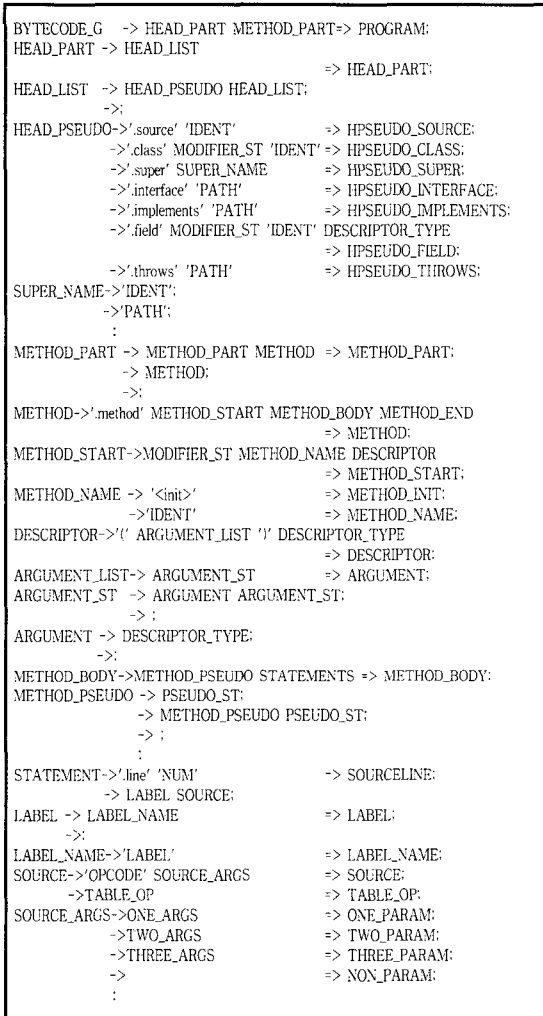 BYTECODE_G -> HEAD_PART METHOD_PART=> PROGRAM;
HEAD_PART -> HEAD_LIST
=> HEAD_PART;
HEAD_LIST -> HEAD_PSEUDO HEAD_LIST;
->;
HEAD_PSEUDO->'.source' 'IDENT' => HPSEUDO_SOURCE;
->'.class' MODIFIER_ST 'IDENT'=> HPSEUDO_CLASS;
->'.super' SUPER_NAME => HPSEUDO_SUPER;
->'.interface' 'PATH' => HPSEUDO_INTERFACE;
->'.implements' 'PATH' => HPSEUDO_IMPLEMENTS;
->'.field' MODIFIER_ST 'IDENT' DESCRIPTOR_TYPE
=> HPSEUDO_FIELD;
->'.throws' 'PATH' => HPSEUDO_THROWS;
SUPER_NAME->'IDENT';
->'PATH';
:
METHOD_PART -> METHOD_PART METHOD => METHOD_PART;
-> METHOD;
->;
METHOD->'.method' METHOD_START METHOD_BODY METHOD_END
=> METHOD;
METHOD_START->MODIFIER_ST METHOD_NAME DESCRIPTOR
=> METHOD_START;
METHOD_NAME -> '<init>' => METHOD_INIT;
->'IDENT' => METHOD_NAME;
DESCRIPTOR->'(' ARGUMENT_LIST ')' DESCRIPTOR_TYPE
=> DESCRIPTOR;
ARGUMENT_LIST-> ARGUMENT_ST => ARGUMENT;
ARGUMENT_ST -> ARGUMENT ARGUMENT_ST;
-> ;
ARGUMENT -> DESCRIPTOR_TYPE;
->;
METHOD_BODY->METHOD_PSEUDO STATEMENTS => METHOD_BODY;
METHOD_PSEUDO -> PSEUDO_ST;
-> METHOD_PSEUDO PSEUDO_ST;
-> ;
:
STATEMENT->'.line' 'NUM' -> SOURCELINE;
-> LABEL SOURCE;
LABEL -> LABEL_NAME => LABEL;
->;
LABEL_NAME->'LABEL' => LABEL_NAME;
SOURCE->'OPCODE' SOURCE_ARGS => SOURCE;
->TABLE_OP => TABLE_OP;
SOURCE_ARGS->ONE_ARGS => ONE_PARAM;
->TWO_ARGS => TWO_PARAM;
->THREE_ARGS => THREE_PARAM;
-> => NON_PARAM;
: